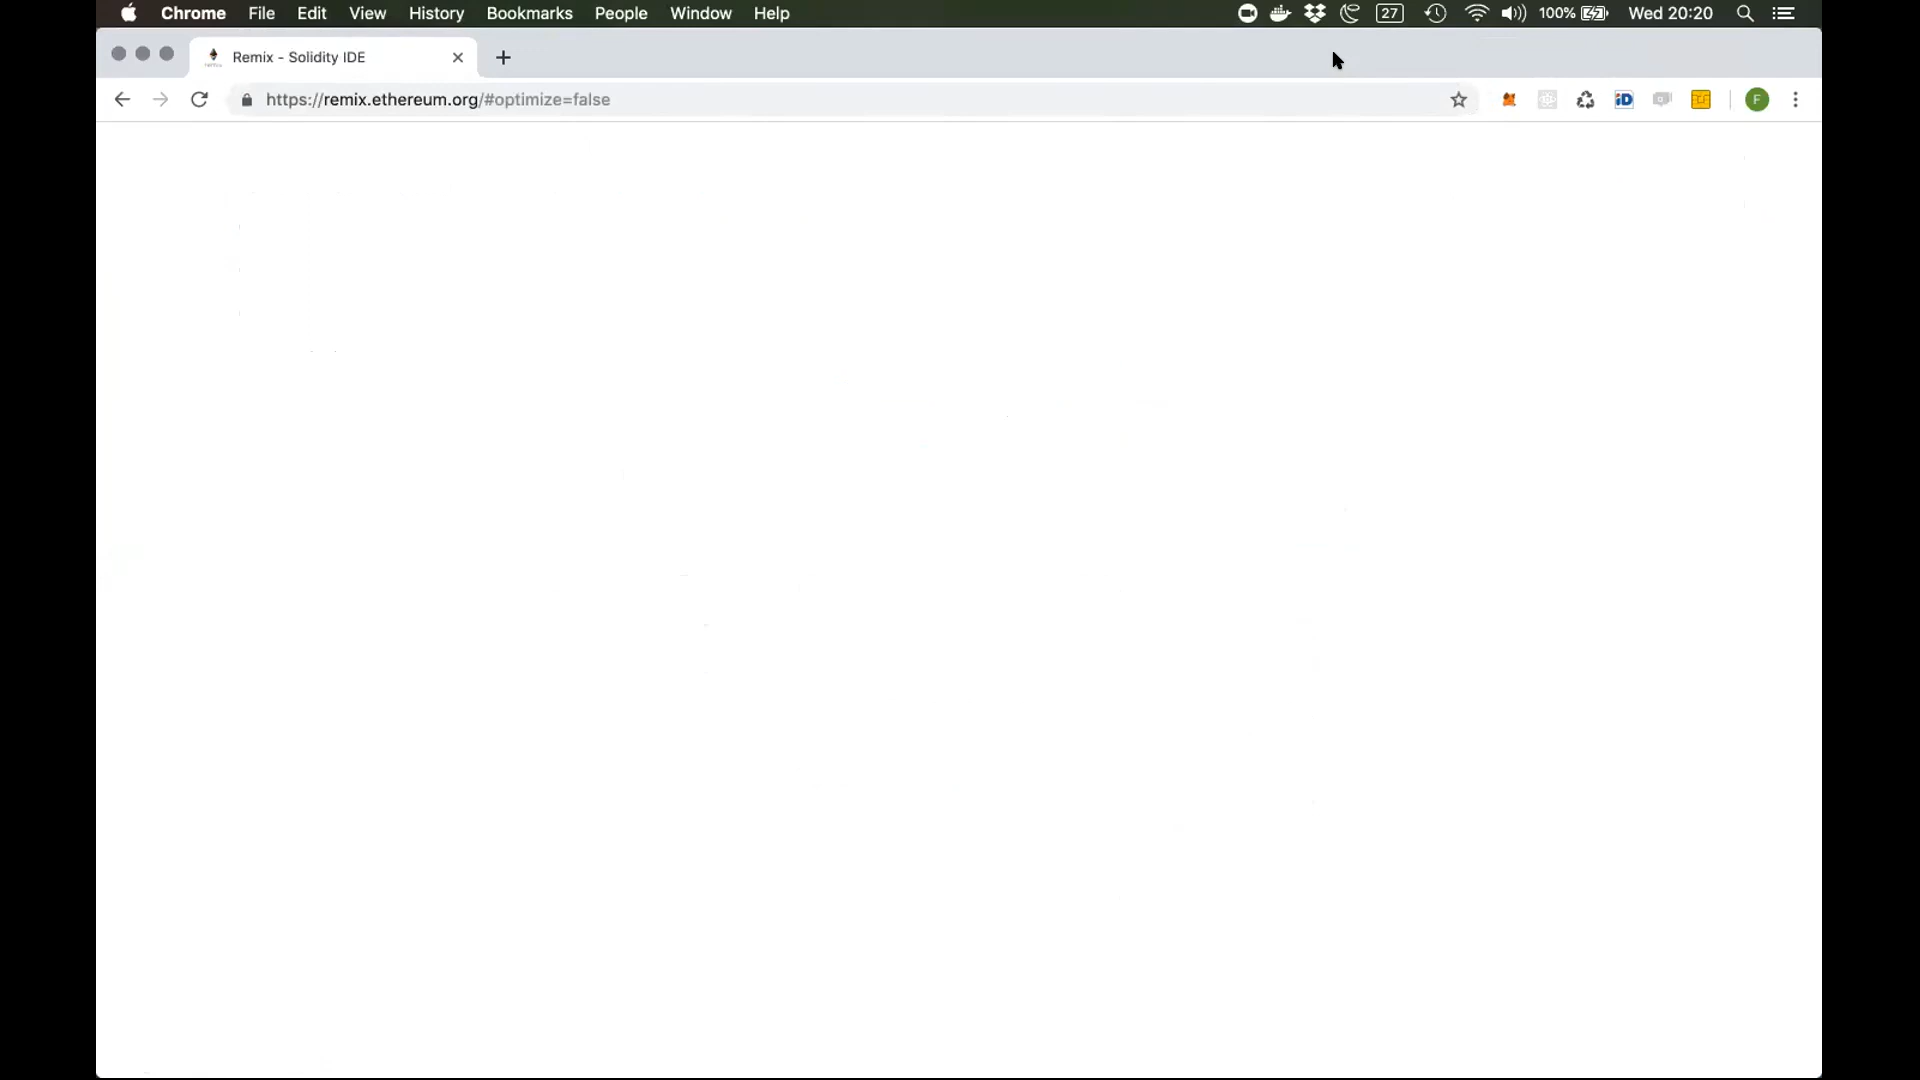 Chrome File Edit View History Bookmarks People Window Help 27 100% Wed 20:20
Remix - Solidity IDE
https://remix.ethereum.org/#optimize=false iD F